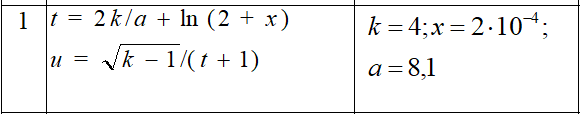 1 t = 2k/a + ln (2 + x)
u = √k − 1/(t + 1)
k = 4; x = 2·10⁻⁴;
a = 8,1